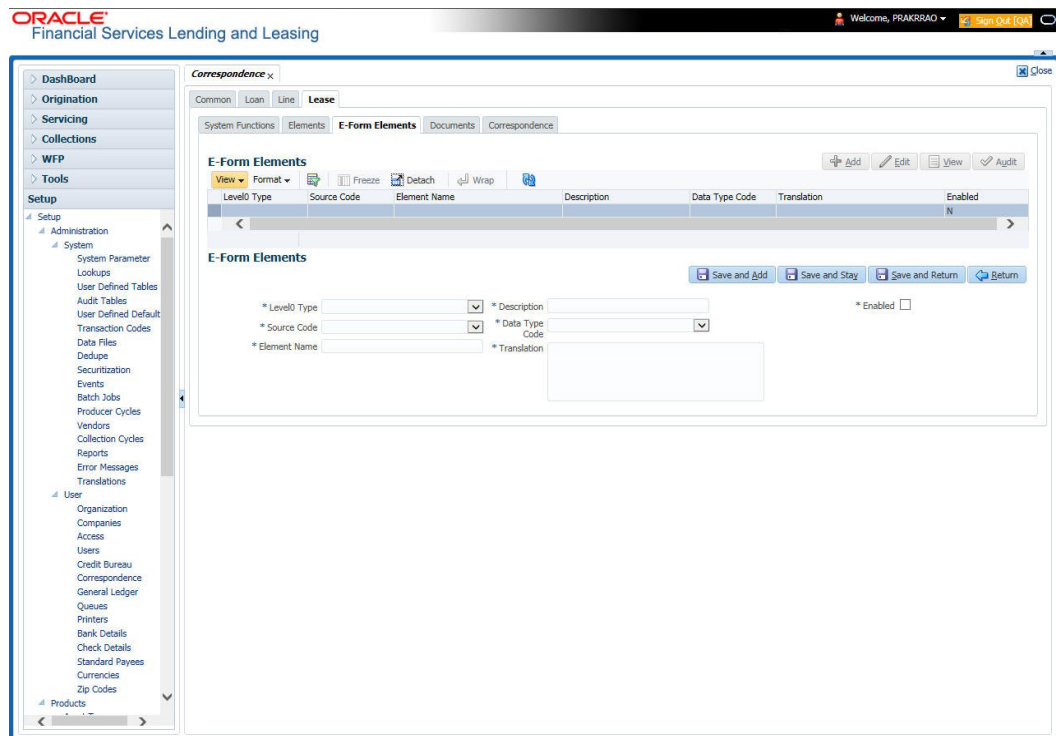 ORACLE
Financial Services Lending and Leasing
Welcome, PRAKRRAO
Sign Out [QA]
Close
DashBoard
Origination
Servicing
Collections
WFP
Tools
Setup
Setup
Administration
System
System Parameter
Lookups
User Defined Tables
Audit Tables
User Defined Default
Transaction Codes
Data Files
Dedupe
Securitization
Events
Batch Jobs
Producer Cycles
Vendors
Collection Cycles
Reports
Error Messages
Translations
User
Organization
Companies
Access
Users
Credit Bureau
Correspondence
General Ledger
Queues
Printers
Bank Details
Check Details
Standard Payees
Currencies
Zip Codes
Products
Correspondence x
Common Loan Line Lease
System Functions Elements E-Form Elements Documents Correspondence
E-Form Elements
Add Edit View Audit
View Format Freeze Detach Wrap
Level0 Type Source Code Element Name Description Data Type Code Translation Enabled
N
E-Form Elements
Save and Add Save and Stay Save and Return Return
* Level0 Type
* Source Code
* Element Name
* Description
* Data Type Code
* Translation
* Enabled